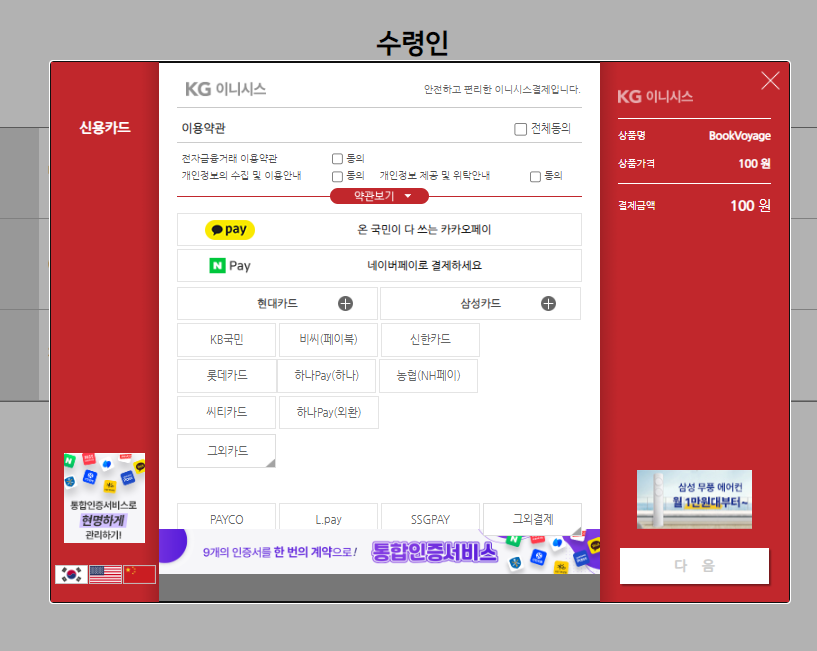 수령인
신용카드
KG 이니시스
안전하고 편리한 이니시스결제입니다.
이용약관
전체동의
전자금융거래 이용약관
동의
개인정보의 수집 및 이용안내
동의
개인정보 제공 및 위탁안내
동의
약관보기
pay
온 국민이 다 쓰는 카카오페이
N Pay
네이버페이로 결제하세요
현대카드
삼성카드
KB국민
비씨(페이북)
신한카드
롯데카드
하나Pay(하나)
농협(NH페이)
씨티카드
하나Pay(외환)
그외카드
PAYCO
L.pay
SSGPAY
그외결제
9개의 인증서를 한 번의 계약으로!
통합인증서비스
통합인증서비스로
현명하게
관리하기!
KG 이니시스
상품명
BookVoyage
상품가격
100 원
결제금액
100 원
삼성 무풍 에어컨
월 1만원대부터~
다 음